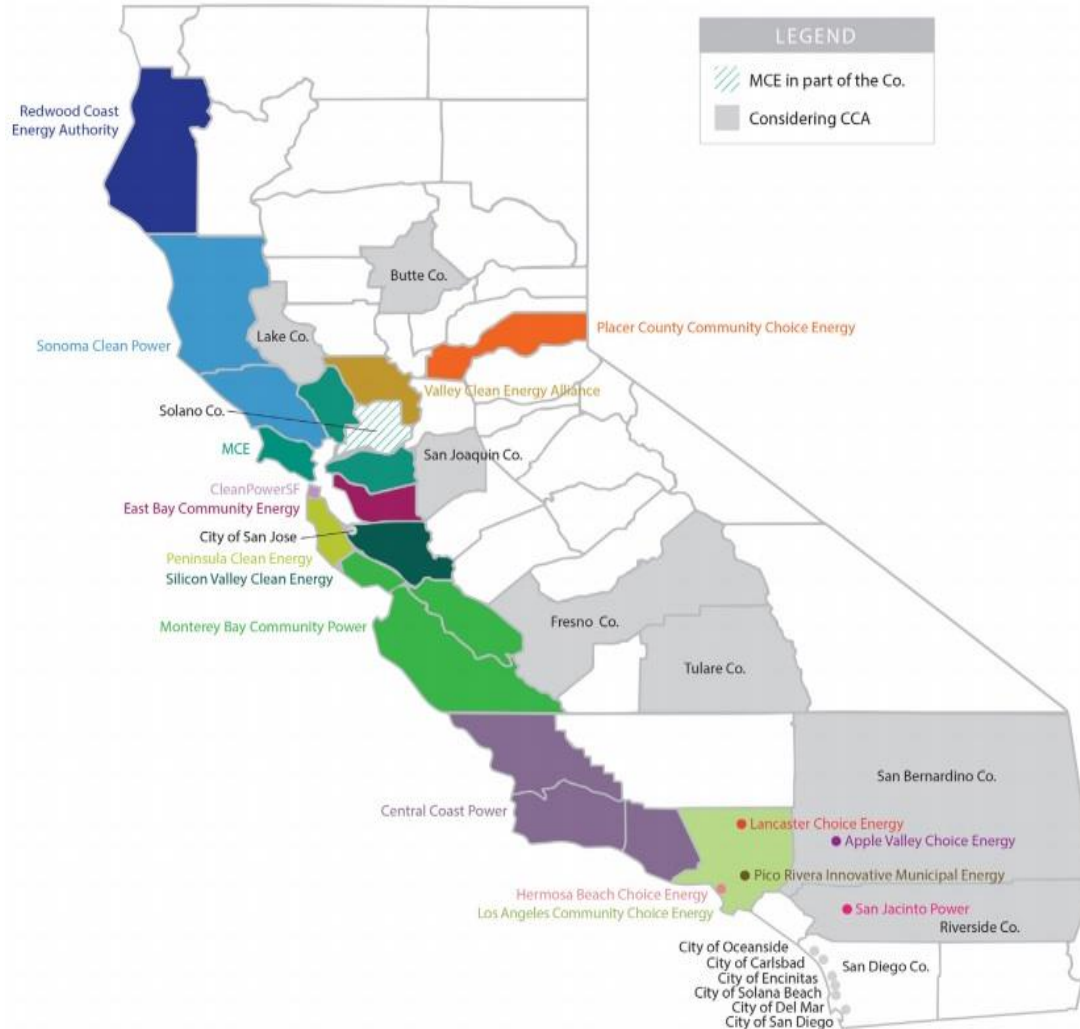 LEGEND
MCE in part of the Co.
Considering CCA
Redwood Coast
Energy Authority
Butte Co.
Placer County Community Choice Energy
Lake Co.
Sonoma Clean Power
Valley Clean Energy Alliance
Solano Co.
MCE
San Joaquin Co.
CleanPowerSF
East Bay Community Energy
City of San Jose
Peninsula Clean Energy
Silicon Valley Clean Energy
Fresno Co.
Monterey Bay Community Power
Tulare Co.
San Bernardino Co.
Central Coast Power
Lancaster Choice Energy
Apple Valley Choice Energy
Pico Rivera Innovative Municipal Energy
Hermosa Beach Choice Energy
Los Angeles Community Choice Energy
San Jacinto Power
Riverside Co.
City of Oceanside
City of Carlsbad
San Diego Co.
City of Encinitas
City of Solana Beach
City of Del Mar
City of San Diego